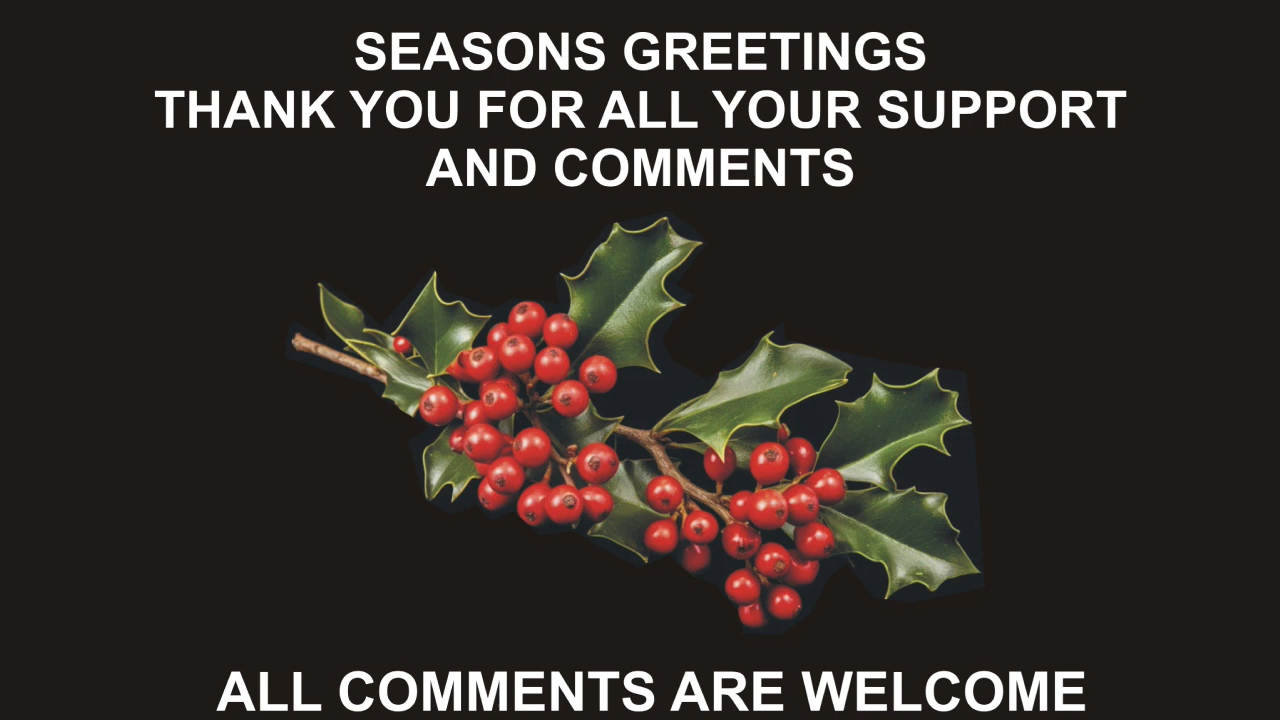 SEASONS GREETINGS
THANK YOU FOR ALL YOUR SUPPORT
AND COMMENTS
ALL COMMENTS ARE WELCOME